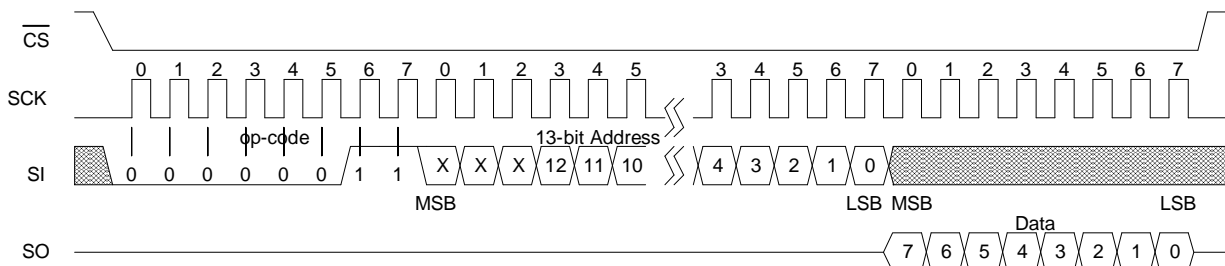 CS
0 1 2 3 4 5 6 7 0 1 2 3 4 5 3 4 5 6 7 0 1 2 3 4 5 6 7
SCK
op-code 13-bit Address
SI 0 0 0 0 0 0 1 1 X X X 12 11 10 4 3 2 1 0
MSB LSB MSB LSB
Data
SO 7 6 5 4 3 2 1 0